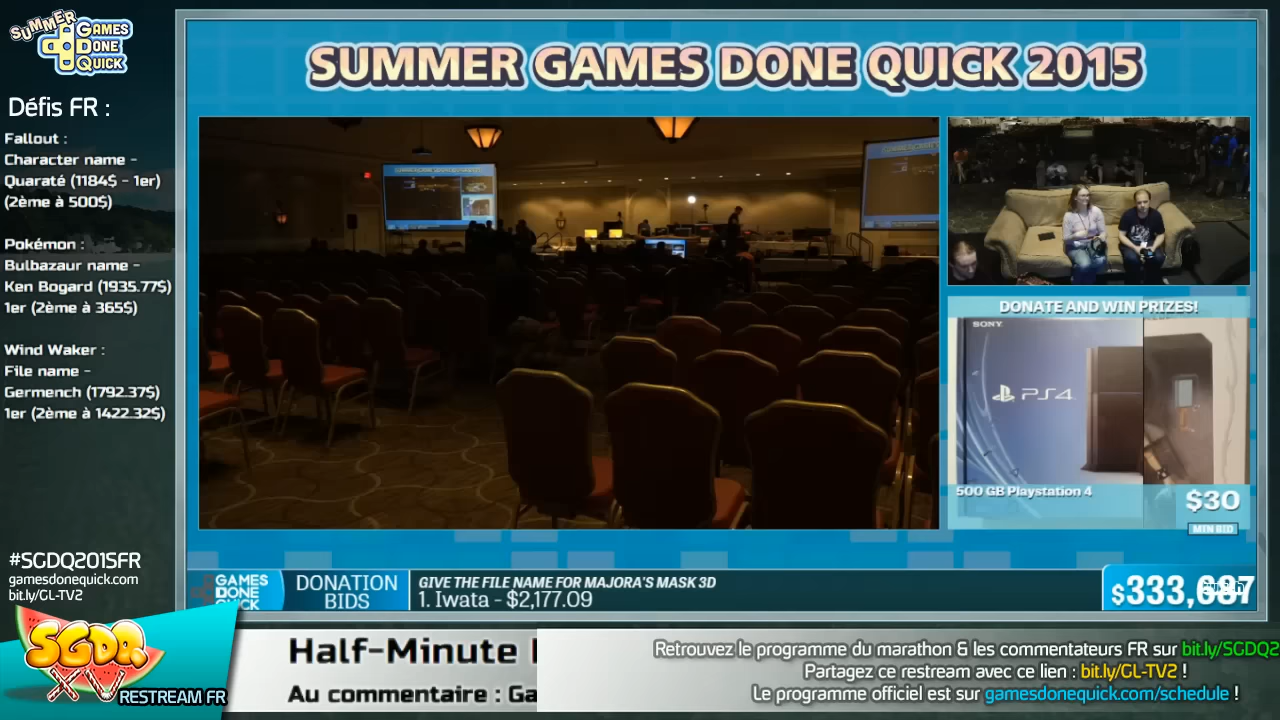 SUMMER
GAMES
DONE
QUICK
Défis FR :
Fallout :
Character name -
Quaraté (1184$ - 1er)
(2ème à 500$)
Pokémon :
Bulbazaur name -
Ken Bogard (1935.77$)
1er (2ème à 365$)
Wind Waker :
File name -
Germench (1792.37$)
1er (2ème à 1422.32$)
#SGDQ2015FR
gamesdonequick.com
bit.ly/GL-TV2
SGDQ
XVI
RESTREAM FR
SUMMER GAMES DONE QUICK 2015
SUMMER GAMES DONE QUICK 2015
DONATE AND WIN PRIZES!
SONY
PS4
500 GB Playstation 4
$30
MIN BID
GAMES
DONE
QUICK
DONATION
BIDS
GIVE THE FILE NAME FOR MAJORA'S MASK 3D
1. Iwata - $2,177.09
$333,687
Half-Minute
Au commentaire : Ga
Retrouvez le programme du marathon & les commentateurs FR sur bit.ly/SGDQ2
Partagez ce restream avec ce lien : bit.ly/GL-TV2 !
Le programme officiel est sur gamesdonequick.com/schedule !